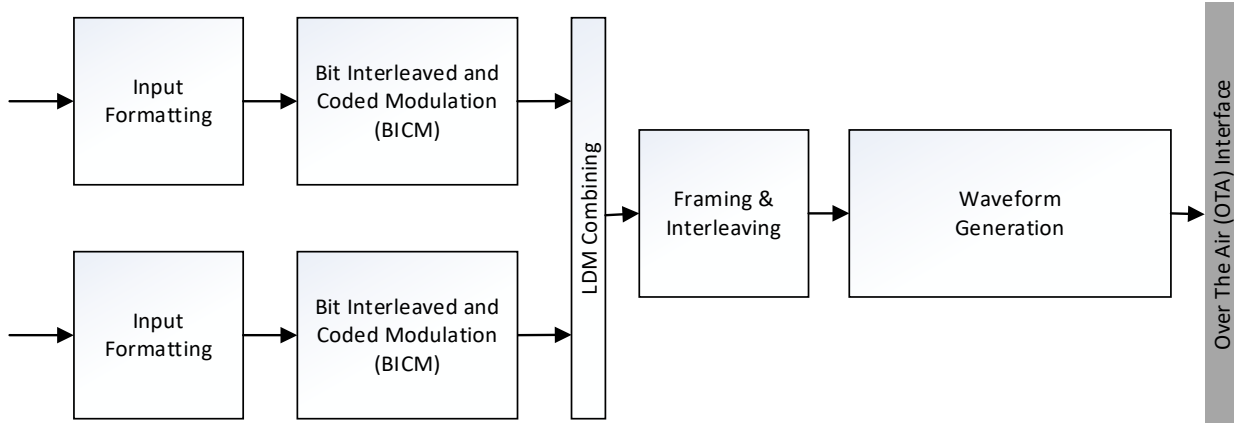 Input
Formatting
Bit Interleaved and
Coded Modulation
(BICM)
Input
Formatting
Bit Interleaved and
Coded Modulation
(BICM)
LDM Combining
Framing &
Interleaving
Waveform
Generation
Over The Air (OTA) Interface